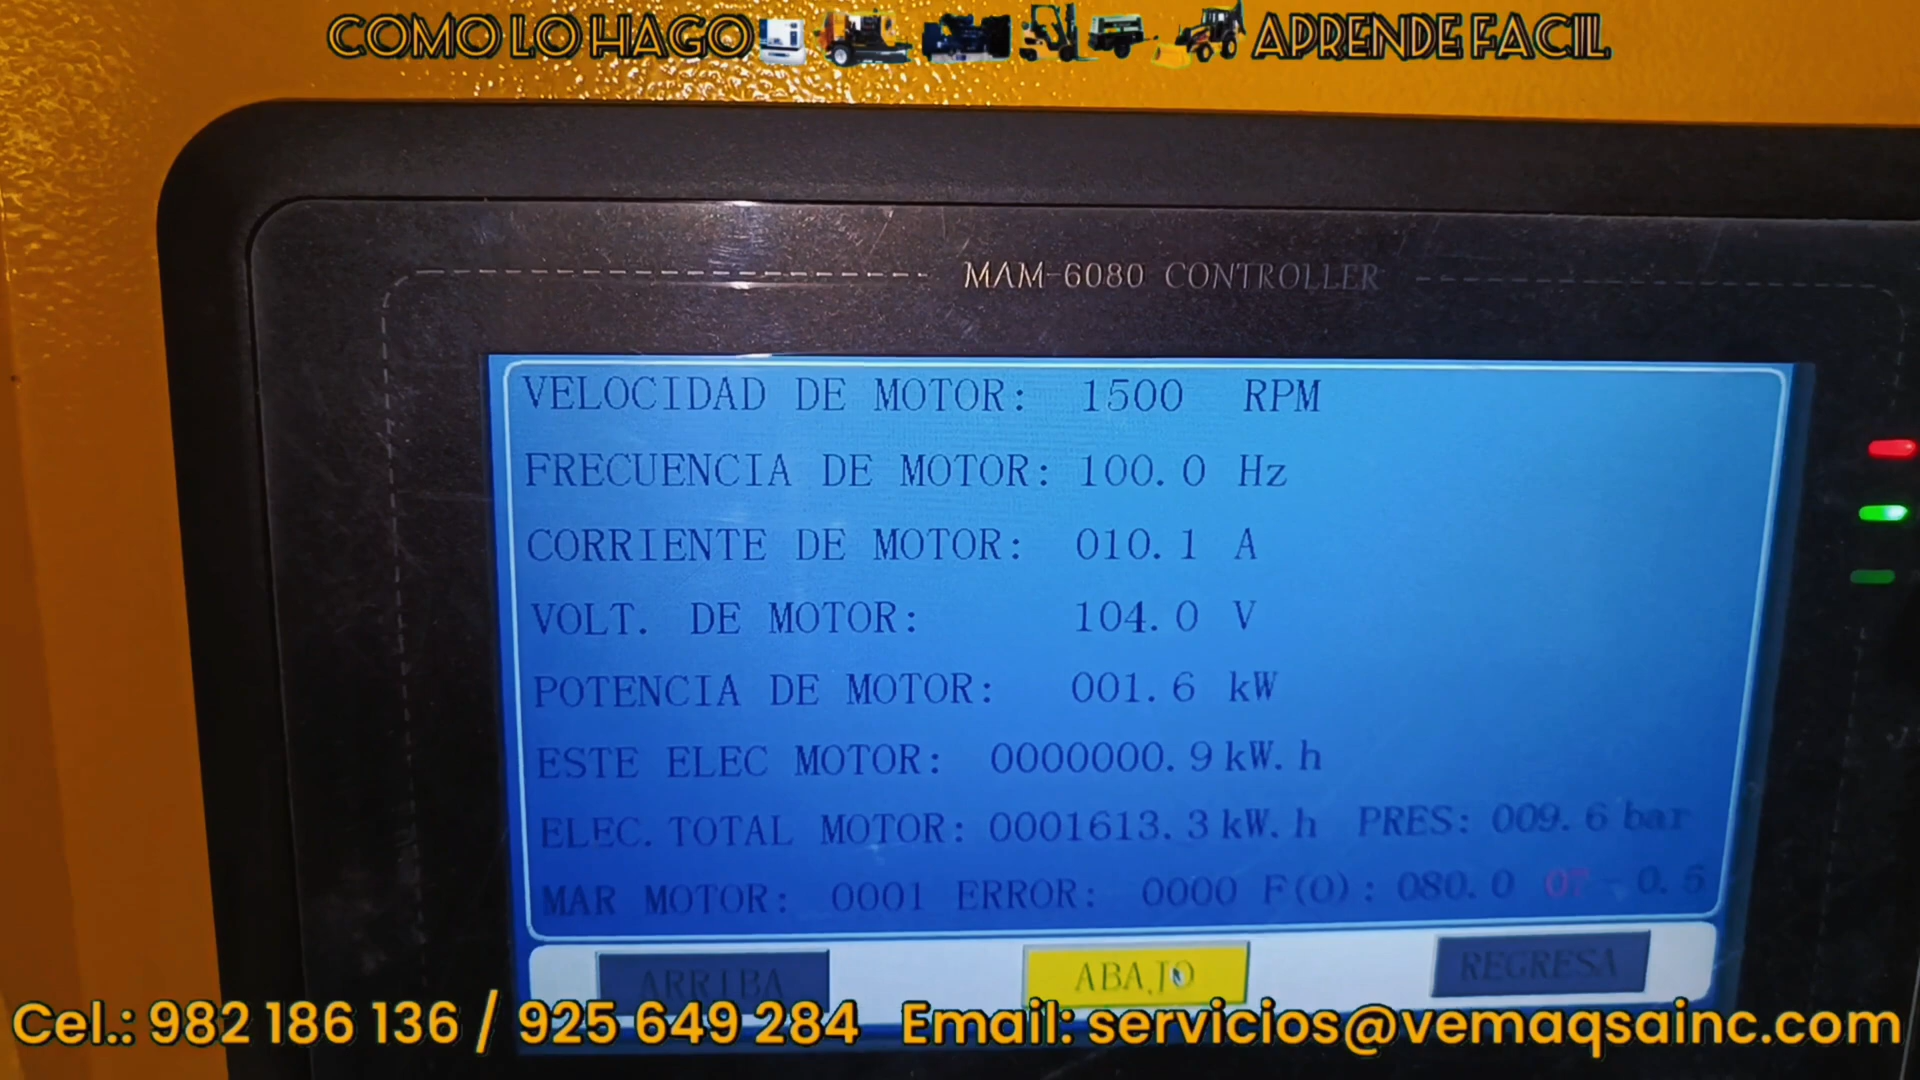 COMO LO HAGO APRENDE FACIL
MAM-6080 CONTROLLER
VELOCIDAD DE MOTOR: 1500 RPM
FRECUENCIA DE MOTOR: 100.0 Hz
CORRIENTE DE MOTOR: 010.1 A
VOLT. DE MOTOR: 104.0 V
POTENCIA DE MOTOR: 001.6 kW
ESTE ELEC MOTOR: 0000000.9 kW.h
ELEC. TOTAL MOTOR: 0001613.3 kW.h PRES: 009.6 bar
MAR MOTOR: 0001 ERROR: 0000 F(O): 080.0 07 - 0.5
ARRIBA ABAJO REGRESA
Cel.: 982 186 136 / 925 649 284 Email: servicios@vemaqsainc.com